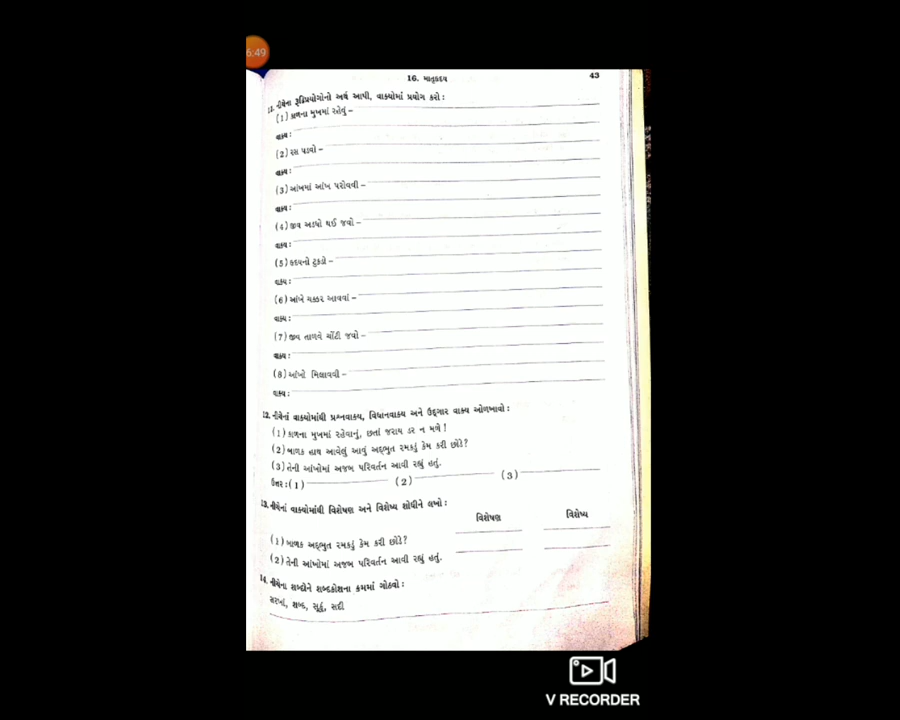 6:49
16. માતૃહૃદય
43
11. નીચેના રૂઢિપ્રયોગોનો અર્થ આપી, વાક્યોમાં પ્રયોગ કરો :
(1) કાળના મુખમાં રહેવું –
વાક્ય :
(2) રસ પડવો –
વાક્ય :
(3) આંખમાં આંખ પરોવવી –
વાક્ય :
(4) જીવ અડધો થઈ જવો –
વાક્ય :
(5) હૃદયનો ટુકડો –
વાક્ય :
(6) આંખે ચક્કર આવવાં –
વાક્ય :
(7) જીવ તાળવે ચોંટી જવો –
વાક્ય :
(8) આંખો મિલાવવી –
વાક્ય :
12. નીચેનાં વાક્યોમાંથી પ્રશ્નવાક્ય, વિધાનવાક્ય અને ઉદ્‌ગાર વાક્ય ઓળખાવો :
(1) કાળના મુખમાં રહેવાનું, છતાં જરાય ડર ન મળે !
(2) બાળક હાથ આવેલું આવું અદ્ભુત રમકડું કેમ કરી છોડે?
(3) તેની આંખોમાં અજબ પરિવર્તન આવી રહ્યું હતું.
ઉત્તર : (1) (2) (3)
13. નીચેનાં વાક્યોમાંથી વિશેષણ અને વિશેષ્ય શોધીને લખો :
વિશેષણ વિશેષ્ય
(1) બાળક અદ્ભુત રમકડું કેમ કરી છોડે?
(2) તેની આંખોમાં અજબ પરિવર્તન આવી રહ્યું હતું.
14. નીચેના શબ્દોને શબ્દકોશના ક્રમમાં ગોઠવો :
સરખાં, શબ્દ, સૂર્ય, સદી
V RECORDER